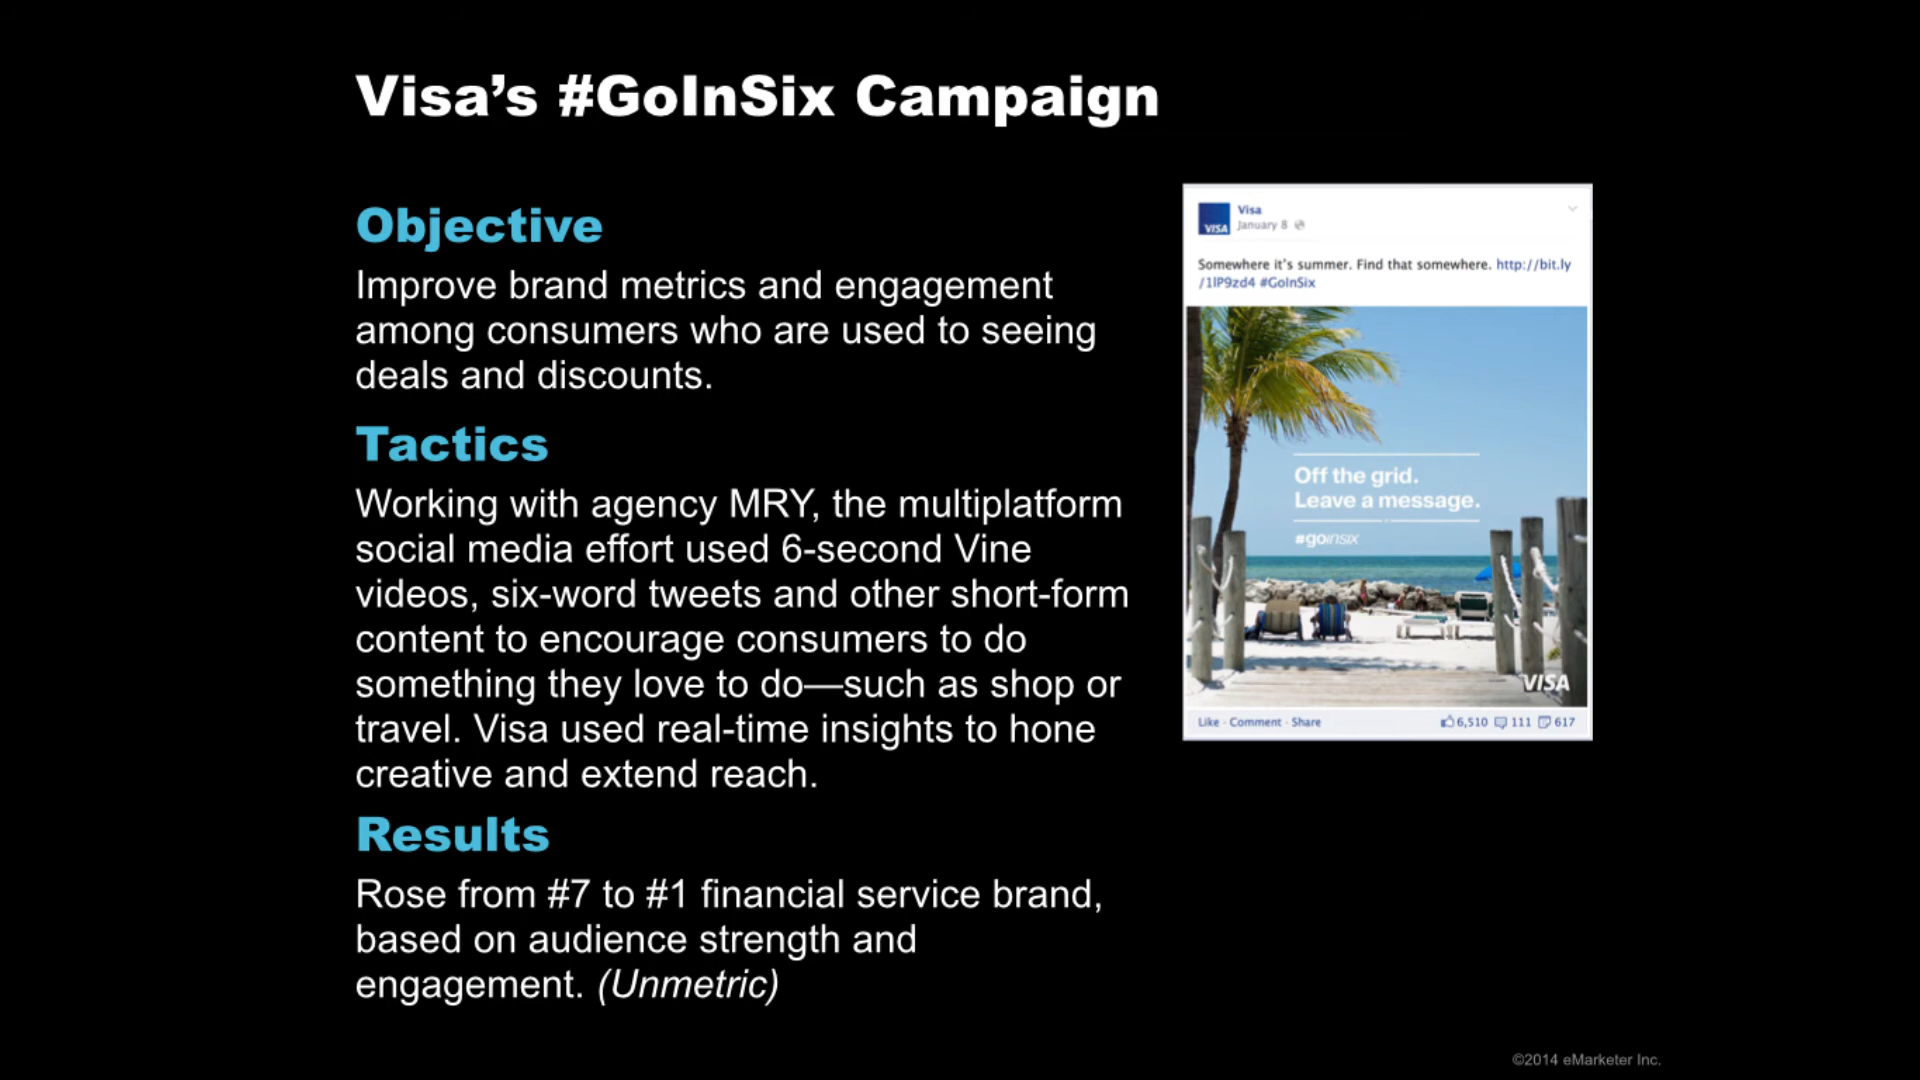 Visa’s #GoInSix Campaign
Objective
Improve brand metrics and engagement
among consumers who are used to seeing
deals and discounts.
Tactics
Working with agency MRY, the multiplatform
social media effort used 6-second Vine
videos, six-word tweets and other short-form
content to encourage consumers to do
something they love to do—such as shop or
travel. Visa used real-time insights to hone
creative and extend reach.
Results
Rose from #7 to #1 financial service brand,
based on audience strength and
engagement. (Unmetric)
VISA
Visa
January 8
Somewhere it's summer. Find that somewhere. http://bit.ly
/1lP9zd4 #GoInSix
Off the grid.
Leave a message.
#goinsix
VISA
Like · Comment · Share 6,510 111 617
©2014 eMarketer Inc.